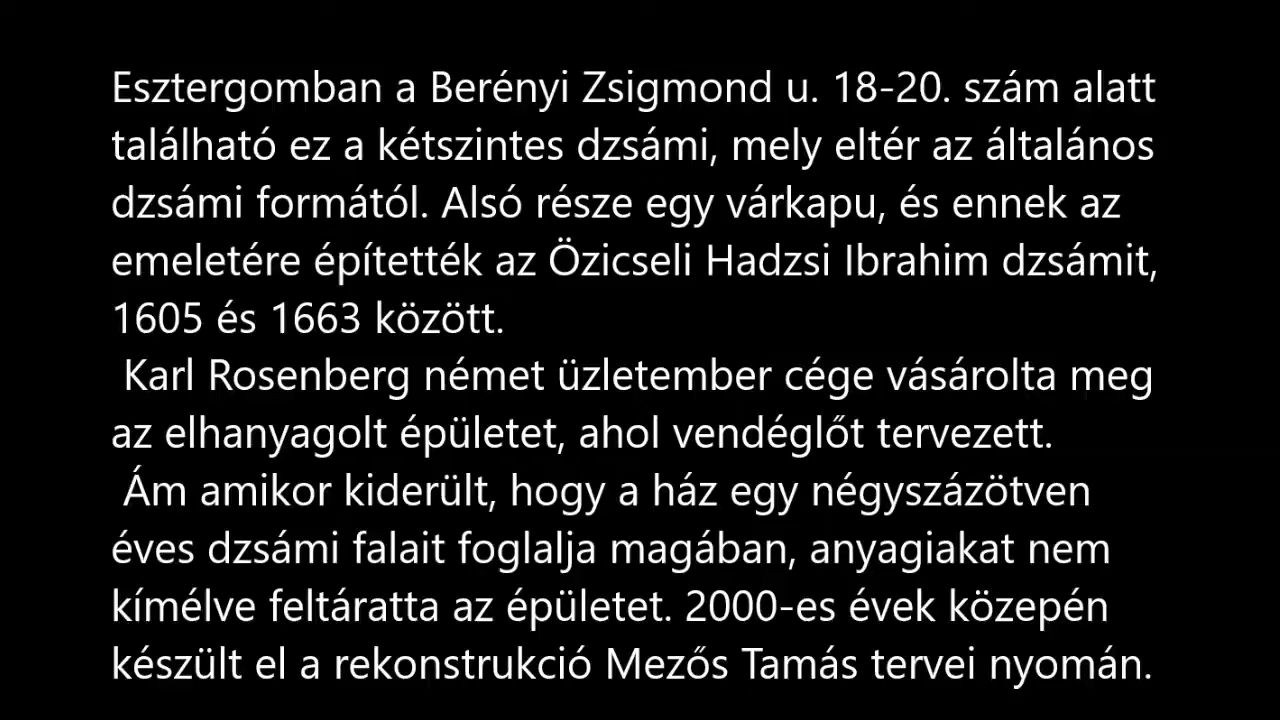 Esztergomban a Berényi Zsigmond u. 18-20. szám alatt
található ez a kétszintes dzsámi, mely eltér az általános
dzsámi formától. Alsó része egy várkapu, és ennek az
emeletére építették az Özicseli Hadzsi Ibrahim dzsámit,
1605 és 1663 között.
Karl Rosenberg német üzletember cége vásárolta meg
az elhanyagolt épületet, ahol vendéglőt tervezett.
Ám amikor kiderült, hogy a ház egy négyszázötven
éves dzsámi falait foglalja magában, anyagiakat nem
kímélve feltáratta az épületet. 2000-es évek közepén
készült el a rekonstrukció Mezős Tamás tervei nyomán.